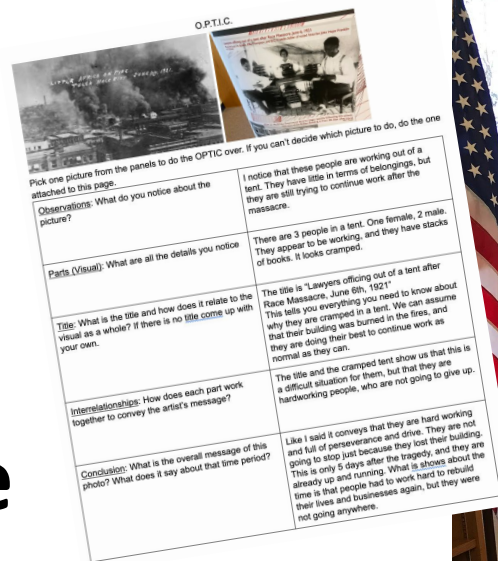 O.P.T.I.C.
LITTLE AFRICA ON FIRE
TULSA RACE RIOT JUNE 1st 1921
Pick one picture from the panels to do the OPTIC over. If you can't decide which picture to do, do the one
attached to this page.
Observations: What do you notice about the
picture?
I notice that these people are working out of a
tent. They have little in terms of belongings, but
they are still trying to continue work after the
massacre.
Parts (Visual): What are all the details you notice
There are 3 people in a tent. One female, 2 male.
They appear to be working, and they have stacks
of books. It looks cramped.
Title: What is the title and how does it relate to the
visual as a whole? If there is no title come up with
your own.
The title is "Lawyers officing out of a tent after
Race Massacre, June 6th, 1921"
This tells you everything you need to know about
why they are cramped in a tent. We can assume
that their building was burned in the fires, and
they are doing their best to continue work as
normal as they can.
Interrelationships: How does each part work
together to convey the artist's message?
The title and the cramped tent show us that this is
a difficult situation for them, but that they are
hardworking people, who are not going to give up.
Conclusion: What is the overall message of this
photo? What does it say about that time period?
Like I said it conveys that they are hard working
and full of perseverance and drive. They are not
going to stop just because they lost their building.
This is only 5 days after the tragedy, and they are
already up and running. What is shows about the
time is that people had to work hard to rebuild
their lives and businesses again, but they were
not going anywhere.
e